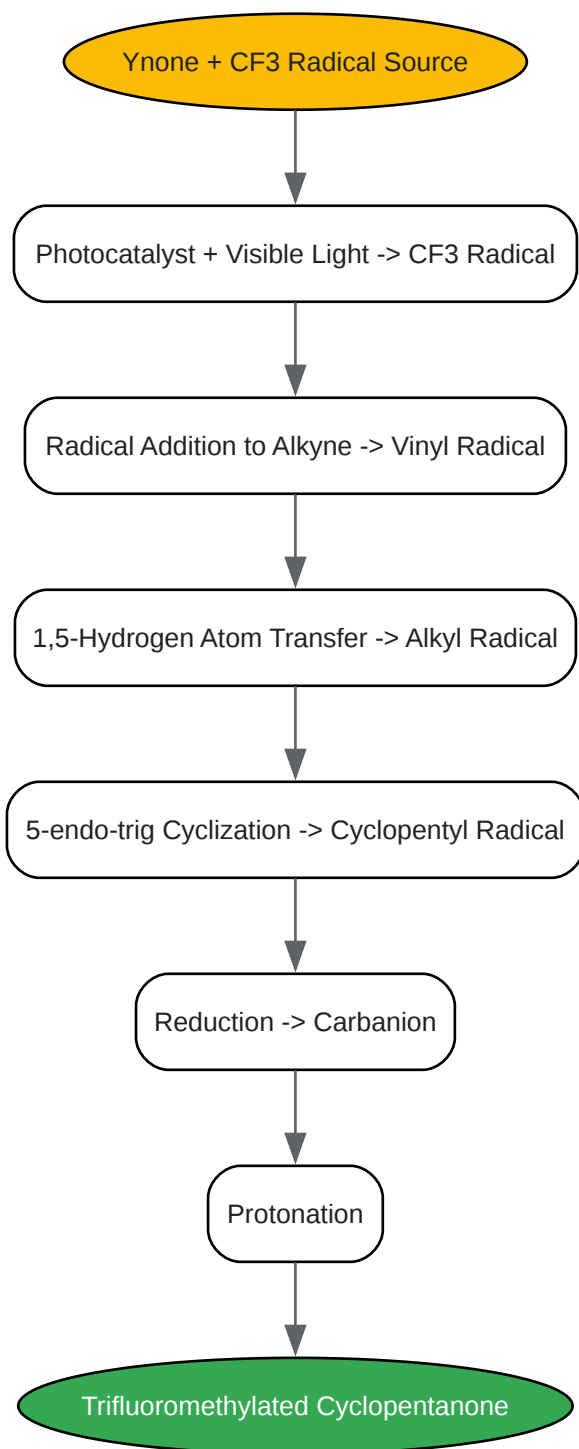 Ynone + CF3 Radical Source
Photocatalyst + Visible Light -> CF3 Radical
Radical Addition to Alkyne -> Vinyl Radical
1,5-Hydrogen Atom Transfer -> Alkyl Radical
5-endo-trig Cyclization -> Cyclopentyl Radical
Reduction -> Carbanion
Protonation
Trifluoromethylated Cyclopentanone